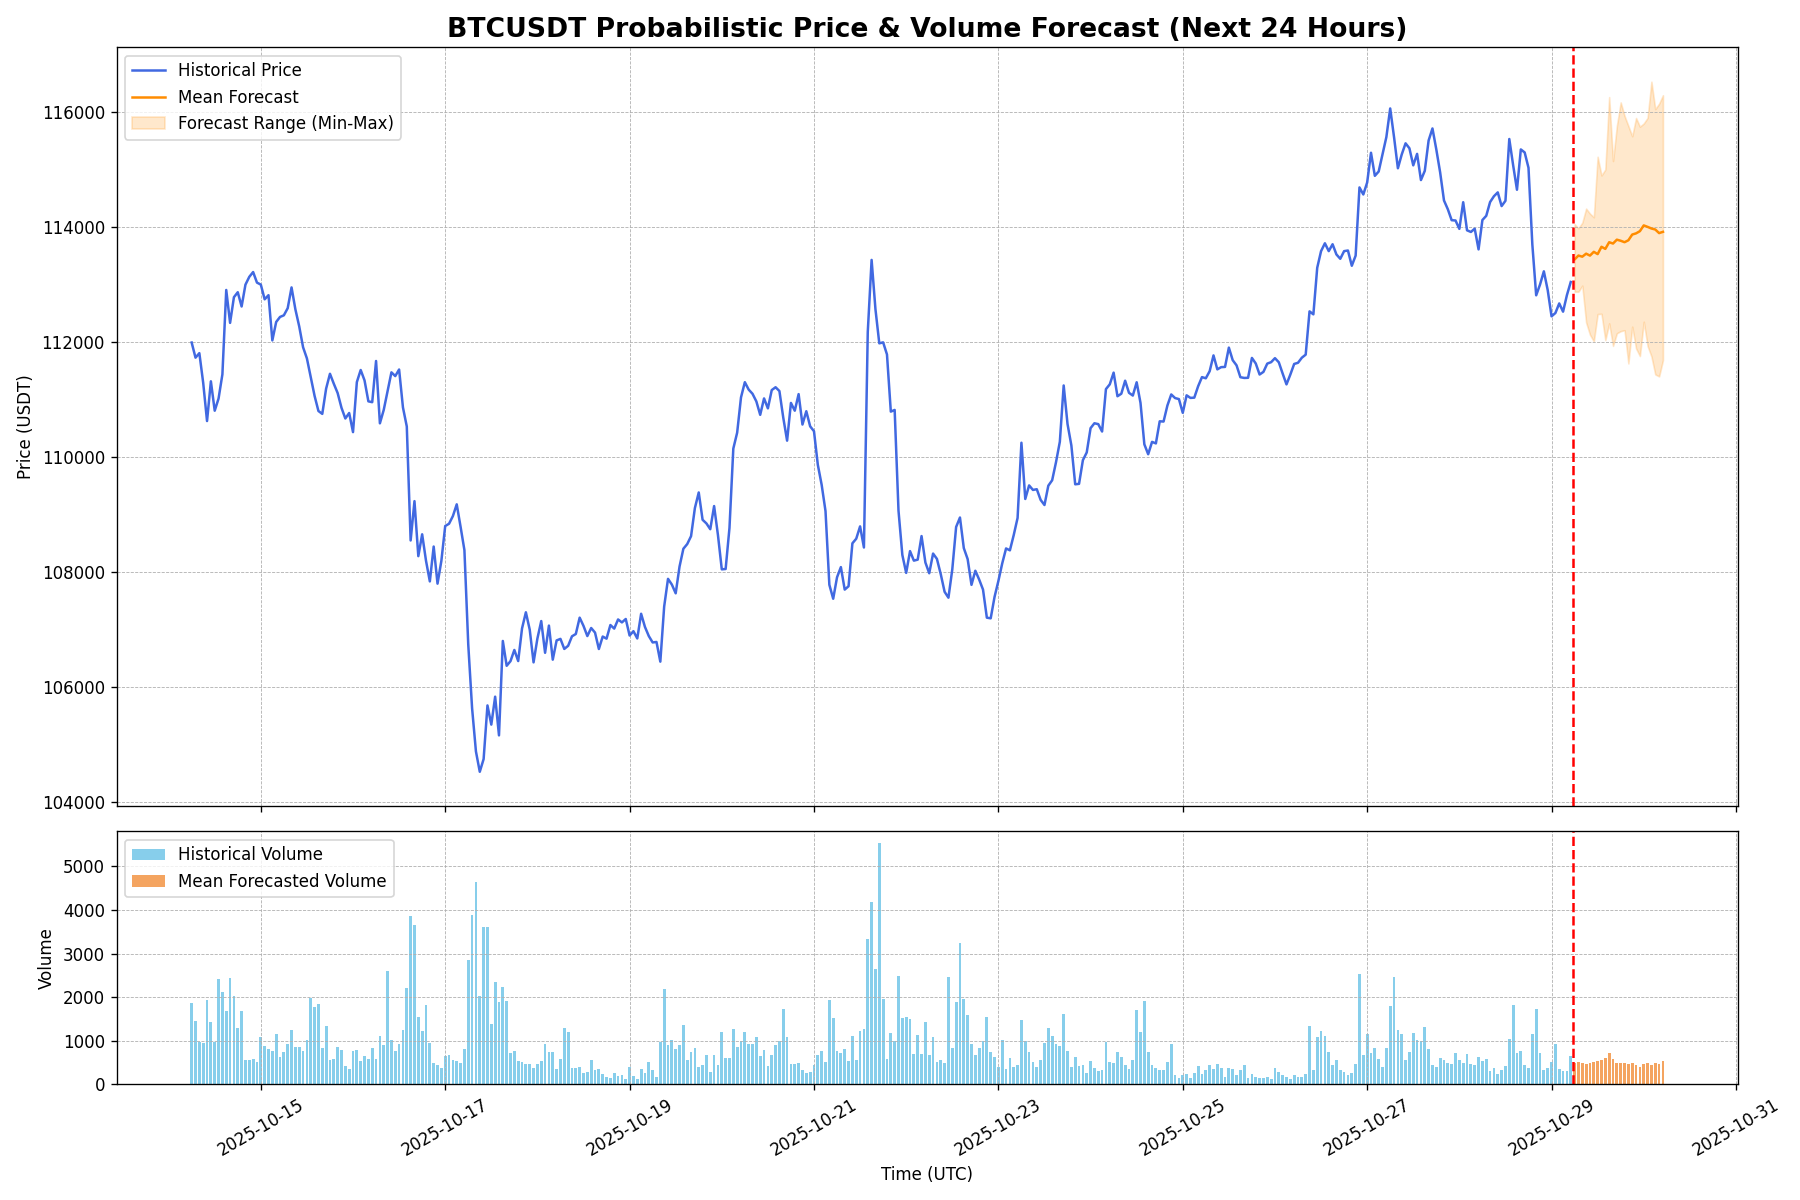 BTCUSDT Probabilistic Price & Volume Forecast (Next 24 Hours)
Historical Price
Mean Forecast
Forecast Range (Min-Max)
116000
114000
112000
110000
108000
106000
104000
Price (USDT)
Historical Volume
Mean Forecasted Volume
5000
4000
3000
2000
1000
0
Volume
2025-10-15
2025-10-17
2025-10-19
2025-10-21
2025-10-23
2025-10-25
2025-10-27
2025-10-29
2025-10-31
Time (UTC)